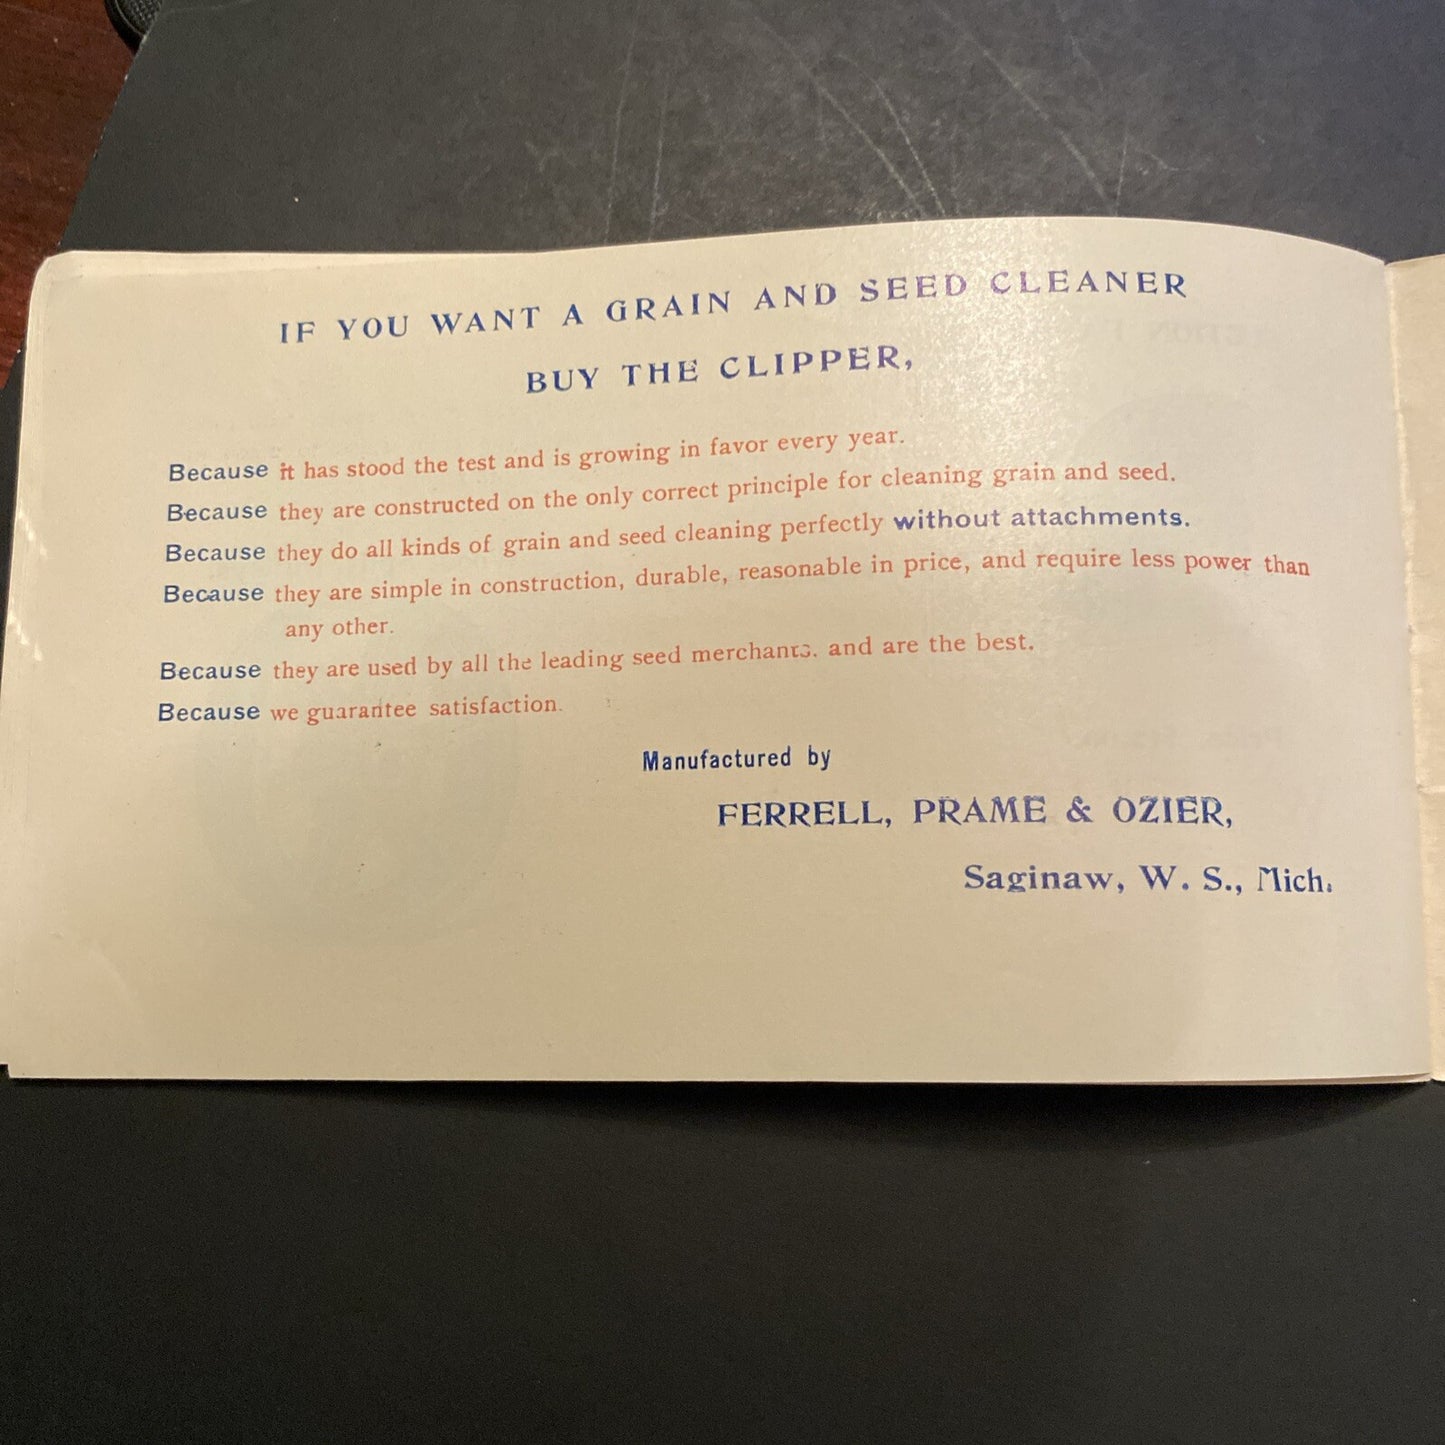 IF YOU WANT A GRAIN AND SEED CLEANER
BUY THE CLIPPER,
Because it has stood the test and is growing in favor every year.
Because they are constructed on the only correct principle for cleaning grain and seed.
Because they do all kinds of grain and seed cleaning perfectly without attachments.
Because they are simple in construction, durable, reasonable in price, and require less power than
any other.
Because they are used by all the leading seed merchants. and are the best.
Because we guarantee satisfaction.
Manufactured by
FERRELL, PRAME & OZIER,
Saginaw, W. S., Mich.